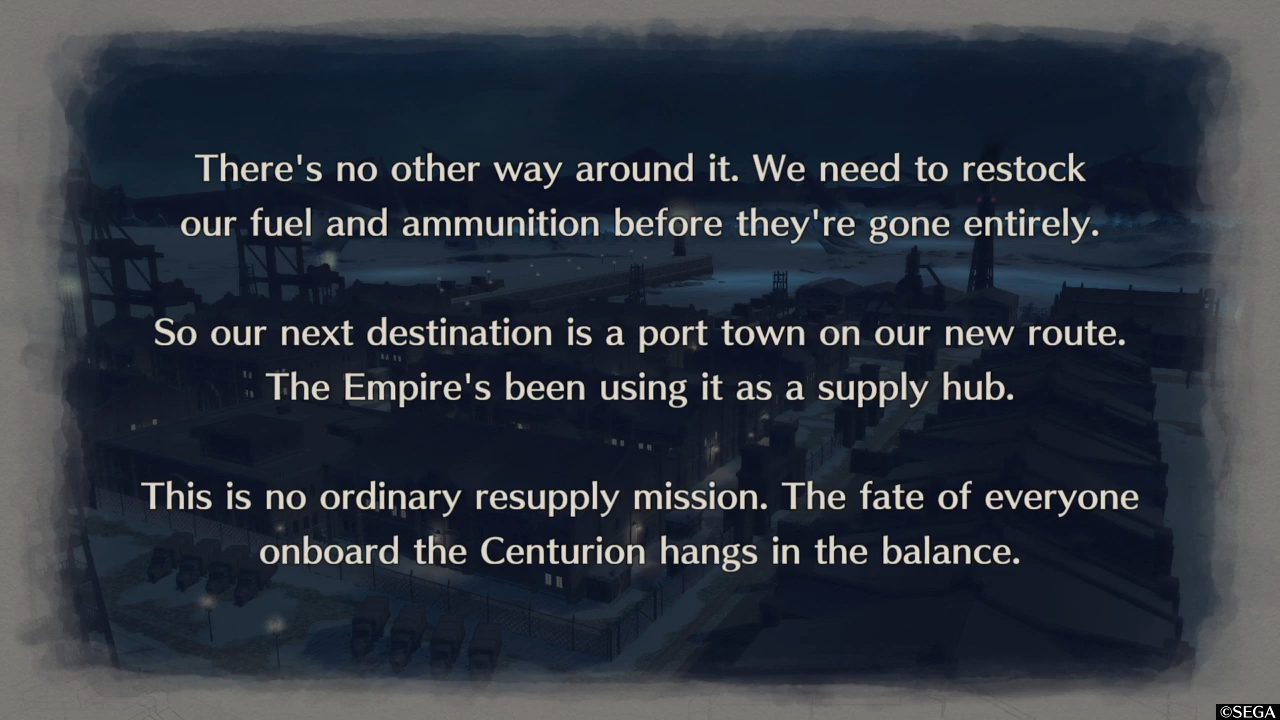 There's no other way around it. We need to restock
our fuel and ammunition before they're gone entirely.
So our next destination is a port town on our new route.
The Empire's been using it as a supply hub.
This is no ordinary resupply mission. The fate of everyone
onboard the Centurion hangs in the balance.
©SEGA